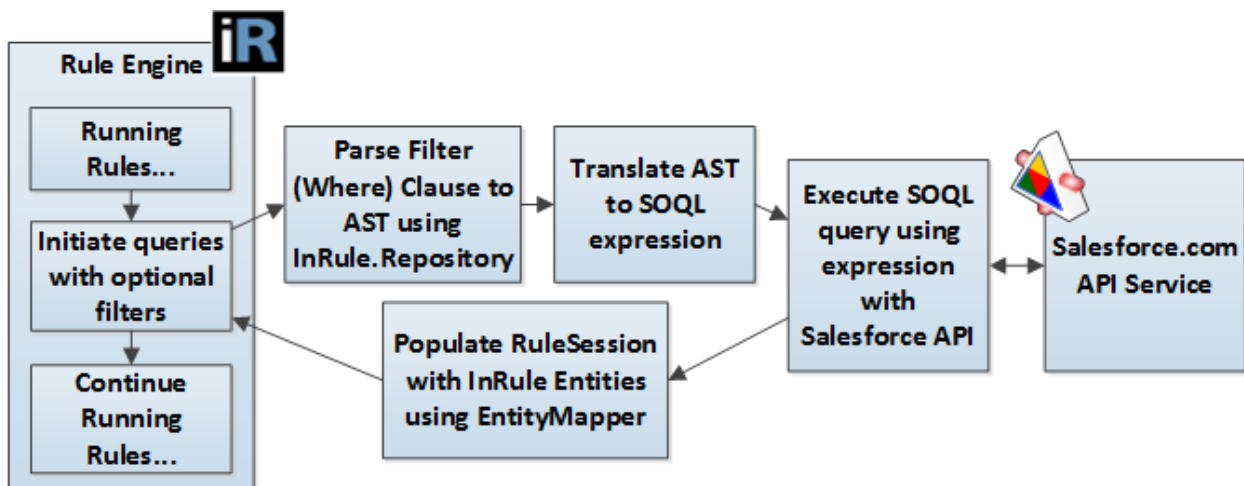 iR
Rule Engine
Running
Rules...
Initiate queries
with optional
filters
Continue
Running
Rules...
Parse Filter
(Where) Clause to
AST using
InRule.Repository
Translate AST
to SOQL
expression
Execute SOQL
query using
expression
with
Salesforce API
Salesforce.com
API Service
Populate RuleSession
with InRule Entities
using EntityMapper